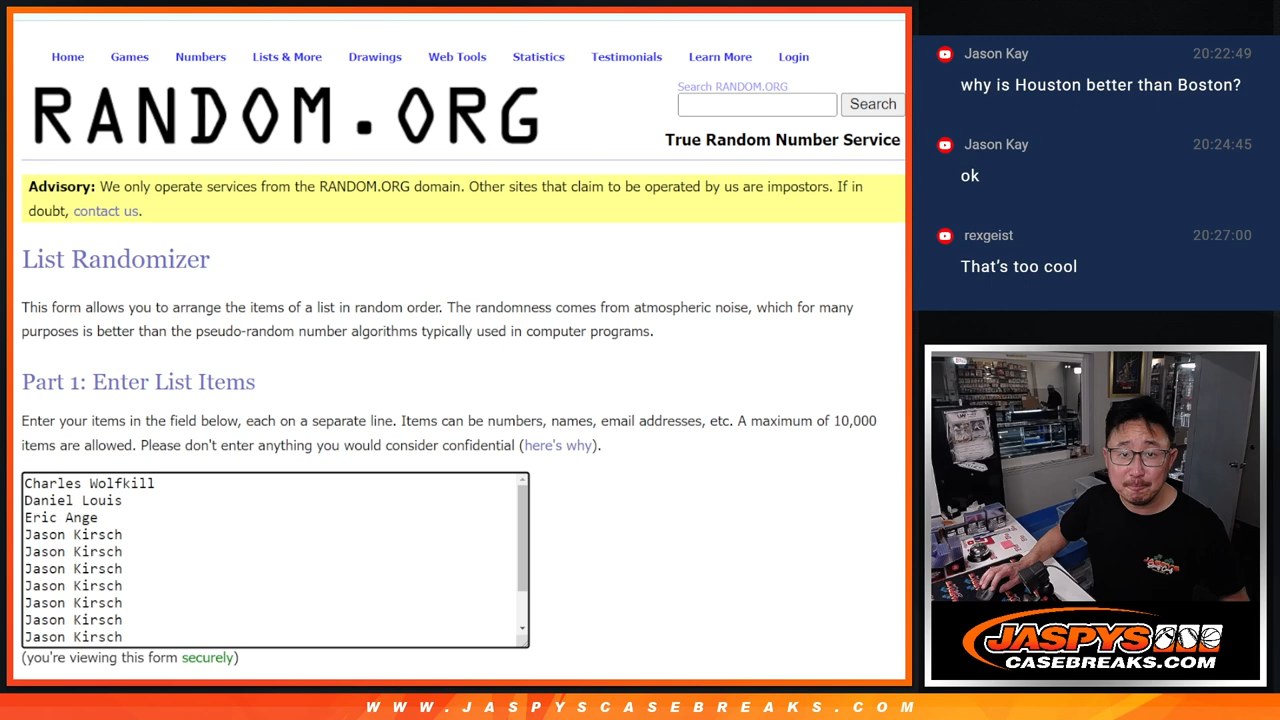 Home Games Numbers Lists & More Drawings Web Tools Statistics Testimonials Learn More Login
RANDOM.ORG
Search RANDOM.ORG
Search
True Random Number Service
Advisory: We only operate services from the RANDOM.ORG domain. Other sites that claim to be operated by us are impostors. If in
doubt, contact us.
List Randomizer
This form allows you to arrange the items of a list in random order. The randomness comes from atmospheric noise, which for many
purposes is better than the pseudo-random number algorithms typically used in computer programs.
Part 1: Enter List Items
Enter your items in the field below, each on a separate line. Items can be numbers, names, email addresses, etc. A maximum of 10,000
items are allowed. Please don't enter anything you would consider confidential (here's why).
Charles Wolfkill
Daniel Louis
Eric Ange
Jason Kirsch
Jason Kirsch
Jason Kirsch
Jason Kirsch
Jason Kirsch
Jason Kirsch
Jason Kirsch
(you're viewing this form securely)
Jason Kay 20:22:49
why is Houston better than Boston?
Jason Kay 20:24:45
ok
rexgeist 20:27:00
That's too cool
JASPYS
CASEBREAKS.COM
WWW.JASPYSCASEBREAKS.COM